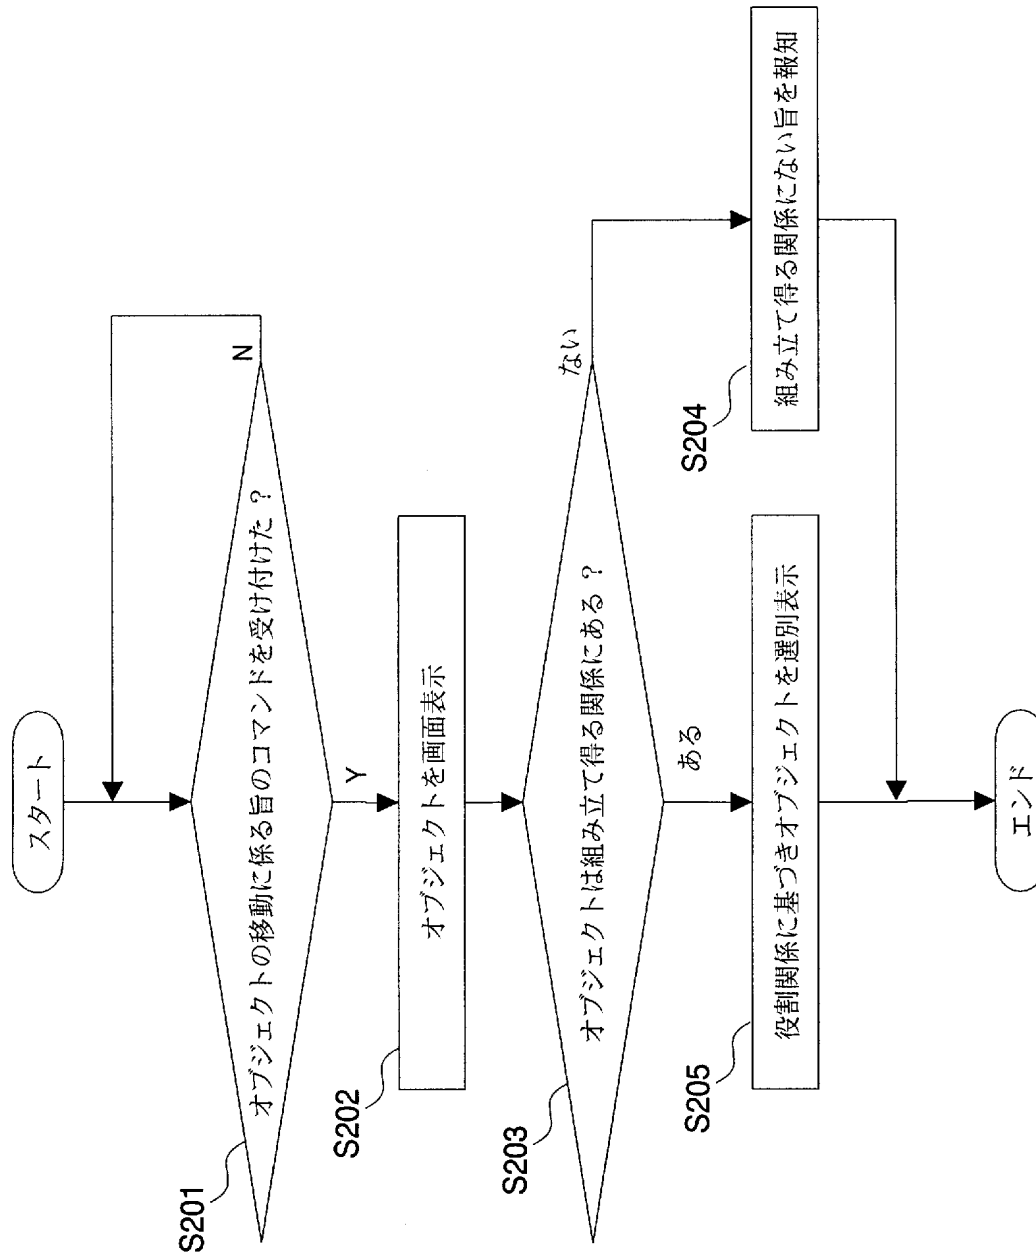 スタート
S201
オブジェクトの移動に係る旨のコマンドを受け付けた？
N
Y
S202
オブジェクトを画面表示
S203
オブジェクトは組み立て得る関係にある？
ない
ある
S204
組み立て得る関係にない旨を報知
S205
役割関係に基づきオブジェクトを選別表示
エンド